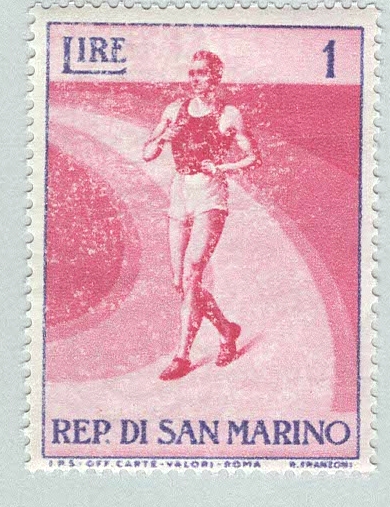 LIRE 1
REP. DI SAN MARINO
I.P.S. - OFF. CARTE - VALORI - ROMA R. FRANZONI